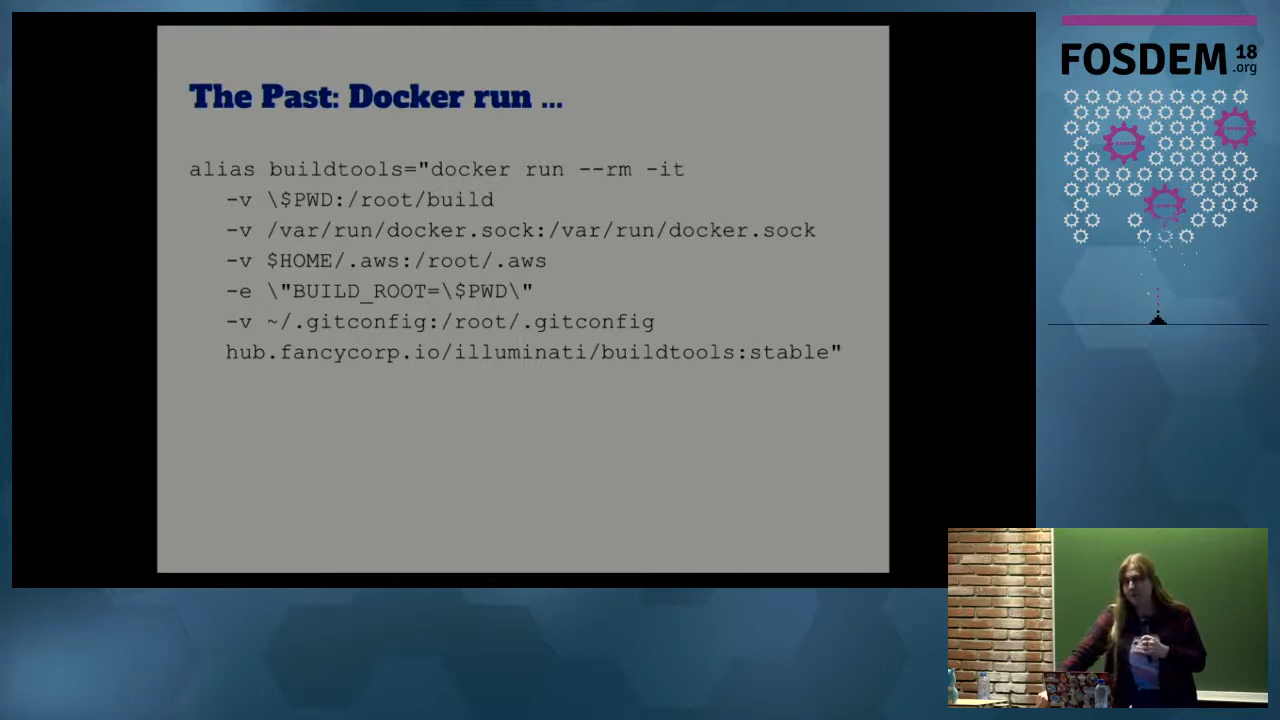 The Past: Docker run ...
alias buildtools="docker run --rm -it
-v \$PWD:/root/build
-v /var/run/docker.sock:/var/run/docker.sock
-v $HOME/.aws:/root/.aws
-e \"BUILD_ROOT=\$PWD\"
-v ~/.gitconfig:/root/.gitconfig
hub.fancycorp.io/illuminati/buildtools:stable"
FOSDEM 18
.org